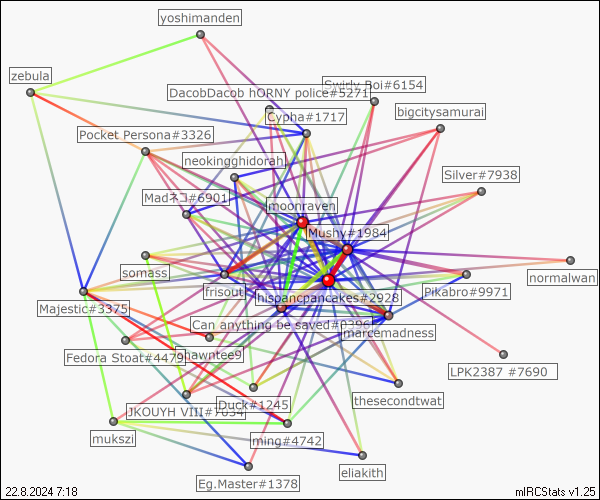 yoshimanden
zebula
Swirly Boi#6154
DacobDacob hORNY police#5271
bigcitysamurai
Cypha#1717
Pocket Persona#3326
neokingghidorah
Silver#7938
Madネコ#6901
moonraven
Mushy#1984
somass
frisout
normalwan
Pikabro#9971
hispancpancakes#2928
Majestic#3375
Can anything be saved#0396
marcemadness
Fedora Stoat#4479
shawntee9
LPK2387 #7690
thesecondtwat
Duck#1245
JKOUYH VIII#7034
mukszi
ming#4742
eliakith
Eg.Master#1378
22.8.2024 7:18
mIRCStats v1.25